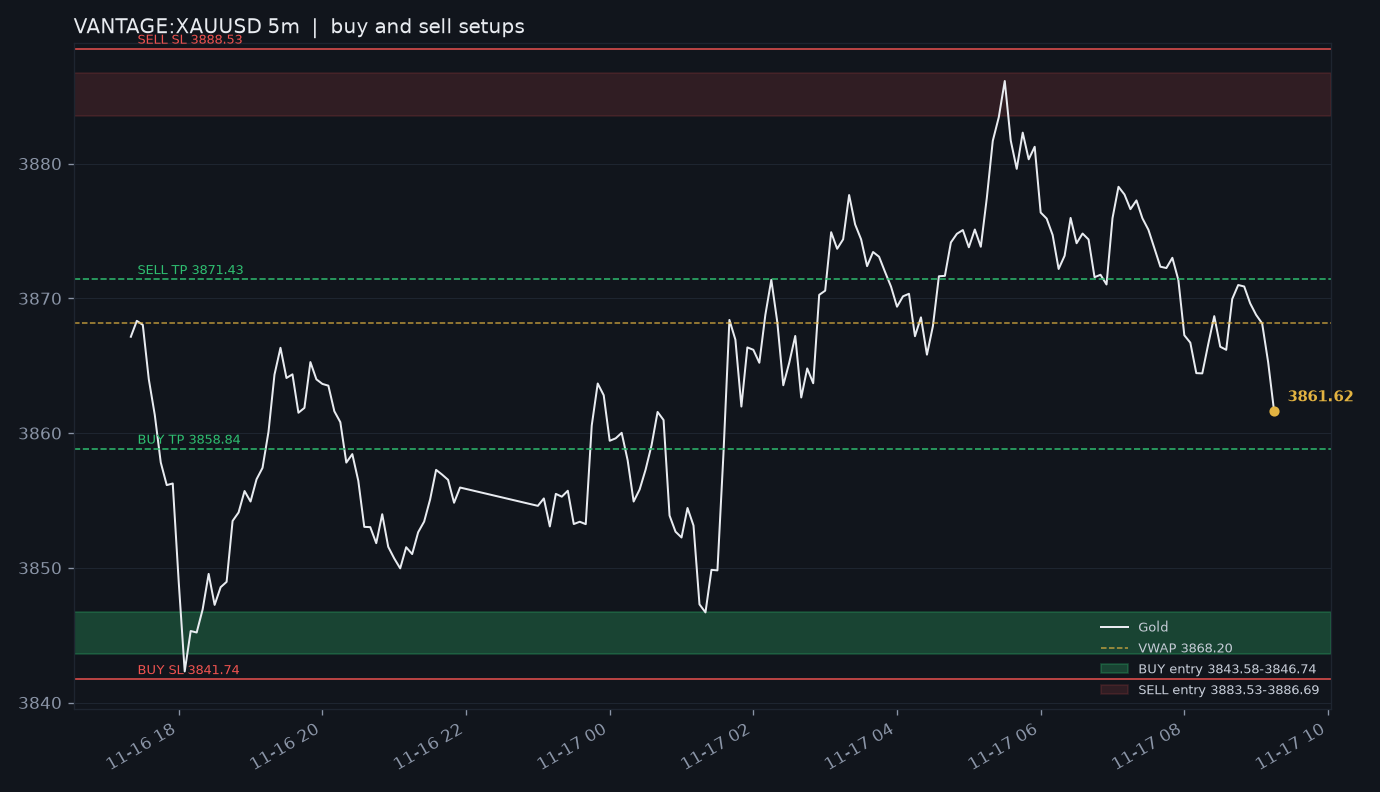 VANTAGE:XAUUSD 5m | buy and sell setups
SELL SL 3888.53
3880
SELL TP 3871.43
3870
3861.62
3860
BUY TP 3858.84
3850
Gold
VWAP 3868.20
BUY entry 3843.58-3846.74
SELL entry 3883.53-3886.69
BUY SL 3841.74
3840
11-16 18
11-16 20
11-16 22
11-17 00
11-17 02
11-17 04
11-17 06
11-17 08
11-17 10